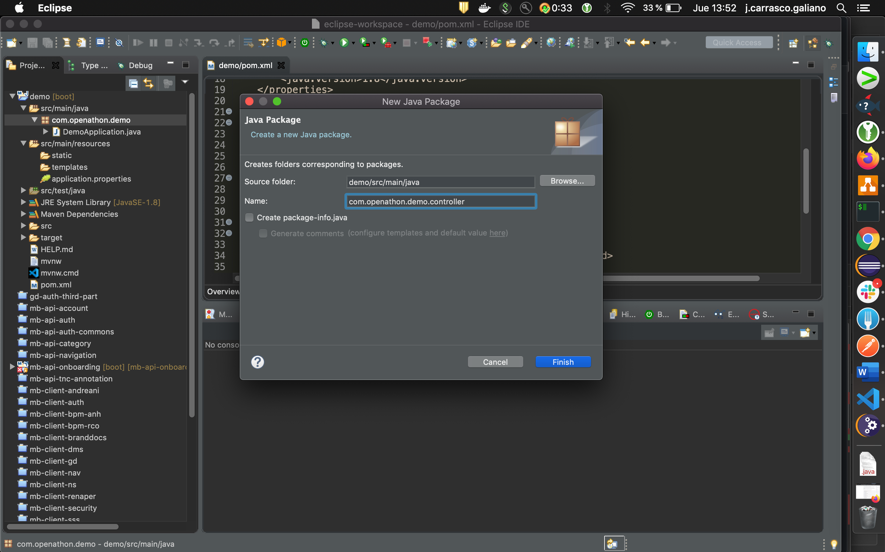 Eclipse
0:33
33 %
Jue 13:52
j.carrasco.galiano
eclipse-workspace - demo/pom.xml - Eclipse IDE
Quick Access
Proje...
Type ...
Debug
demo/pom.xml
demo [boot]
src/main/java
com.openathon.demo
DemoApplication.java
src/main/resources
static
templates
application.properties
src/test/java
JRE System Library [JavaSE-1.8]
Maven Dependencies
src
target
HELP.md
mvnw
mvnw.cmd
pom.xml
gd-auth-third-part
mb-api-account
mb-api-auth
mb-api-auth-commons
mb-api-category
mb-api-navigation
mb-api-onboarding [boot] [mb-api-onboar
mb-api-tnc-annotation
mb-client-andreani
mb-client-auth
mb-client-bpm-anh
mb-client-bpm-rco
mb-client-branddocs
mb-client-dms
mb-client-gd
mb-client-nav
mb-client-ns
mb-client-renaper
mb-client-security
mb-client-sss
18 <java.version>1.8</java.version>
19 </properties>
20
21
22
23
24
25
26
27
28
29
30
31
32
33
34 d>
35
Overview
New Java Package
Java Package
Create a new Java package.
Creates folders corresponding to packages.
Source folder: demo/src/main/java Browse...
Name: com.openathon.demo.controller
Create package-info.java
Generate comments (configure templates and default value here)
Cancel
Finish
M...
Hi...
B...
C...
E...
S...
No conso
com.openathon.demo - demo/src/main/java